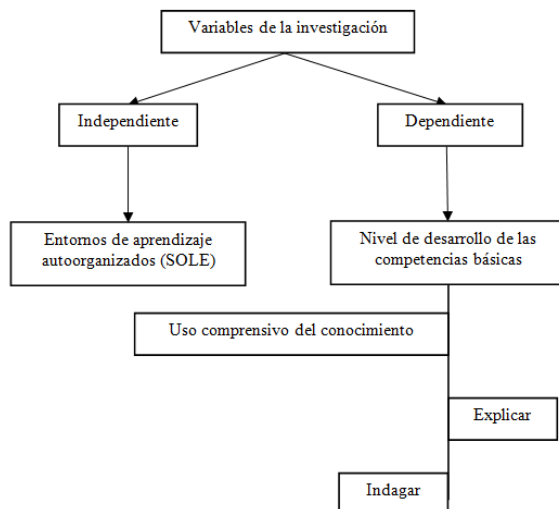 Variables de la investigación
Independiente
Dependiente
Entornos de aprendizaje
autoorganizados (SOLE)
Nivel de desarrollo de las
competencias básicas
Uso comprensivo del conocimiento
Explicar
Indagar